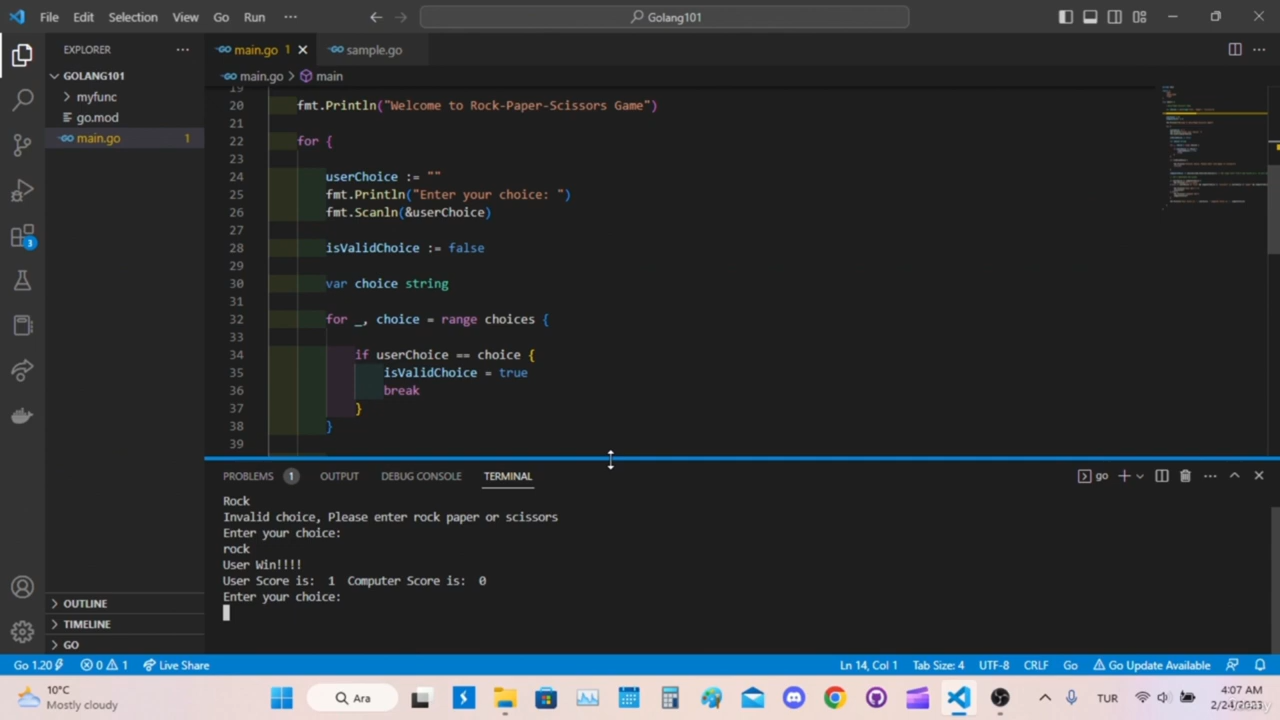 File Edit Selection View Go Run ··· Golang101
EXPLORER ···
main.go 1 sample.go
GOLANG101
myfunc
go.mod
main.go 1
main.go > main
19
20 fmt.Println("Welcome to Rock-Paper-Scissors Game")
21
22 for {
23
24 userChoice := ""
25 fmt.Println("Enter your choice: ")
26 fmt.Scanln(&userChoice)
27
28 isValidChoice := false
29
30 var choice string
31
32 for _, choice = range choices {
33
34 if userChoice == choice {
35 isValidChoice = true
36 break
37 }
38 }
39
3
PROBLEMS 1 OUTPUT DEBUG CONSOLE TERMINAL go
Rock
Invalid choice, Please enter rock paper or scissors
Enter your choice:
rock
User Win!!!!
User Score is: 1 Computer Score is: 0
Enter your choice:
OUTLINE
TIMELINE
GO
Go 1.20 0 1 Live Share Ln 14, Col 1 Tab Size: 4 UTF-8 CRLF Go Go Update Available
10°C
Mostly cloudy
Ara
TUR
4:07 AM
2/24/2023